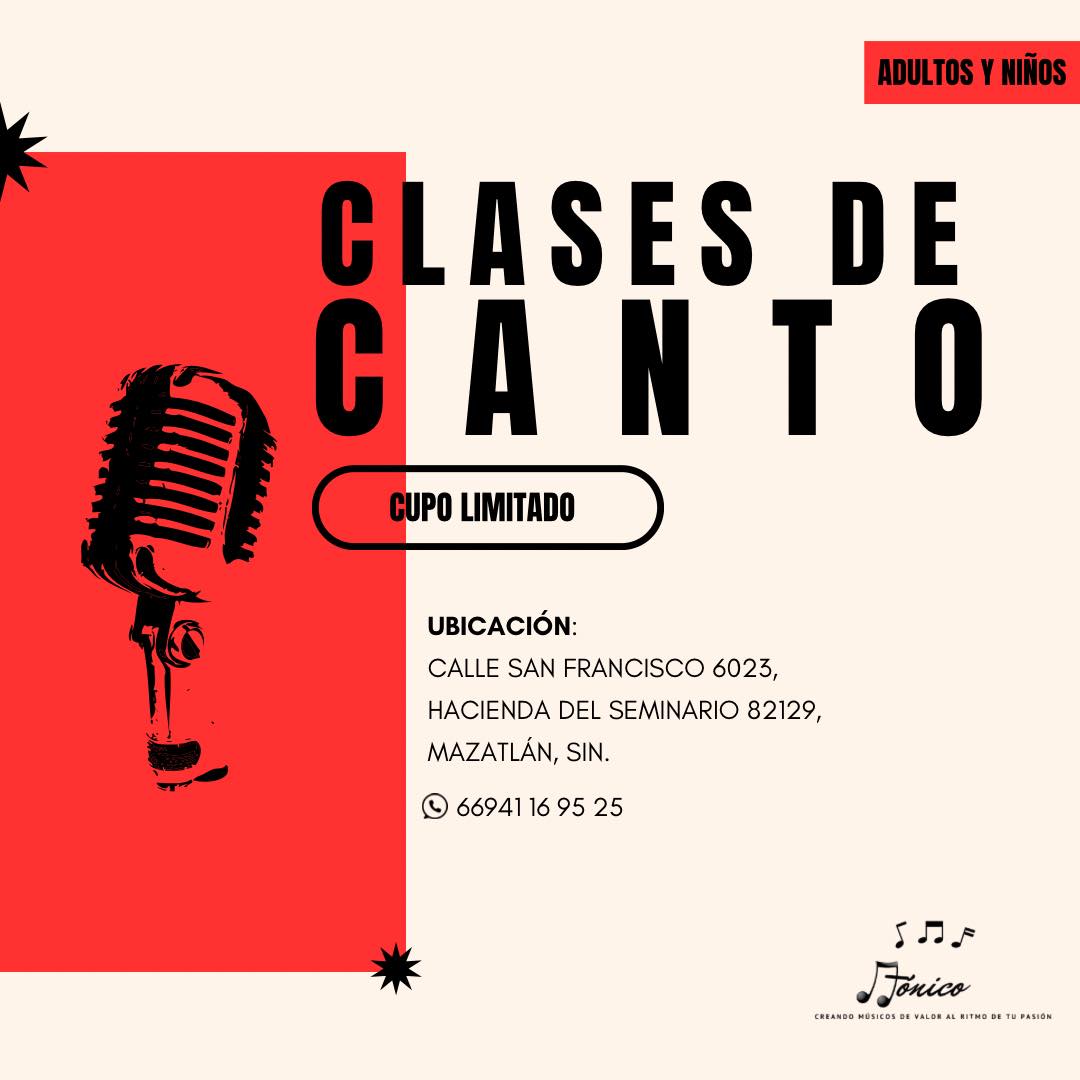 ADULTOS Y NIÑOS
CLASES DE
CANTO
CUPO LIMITADO
UBICACIÓN:
CALLE SAN FRANCISCO 6023,
HACIENDA DEL SEMINARIO 82129,
MAZATLÁN, SIN.
66941 16 95 25
Tónico
CREANDO MÚSICOS DE VALOR AL RITMO DE TU PASIÓN